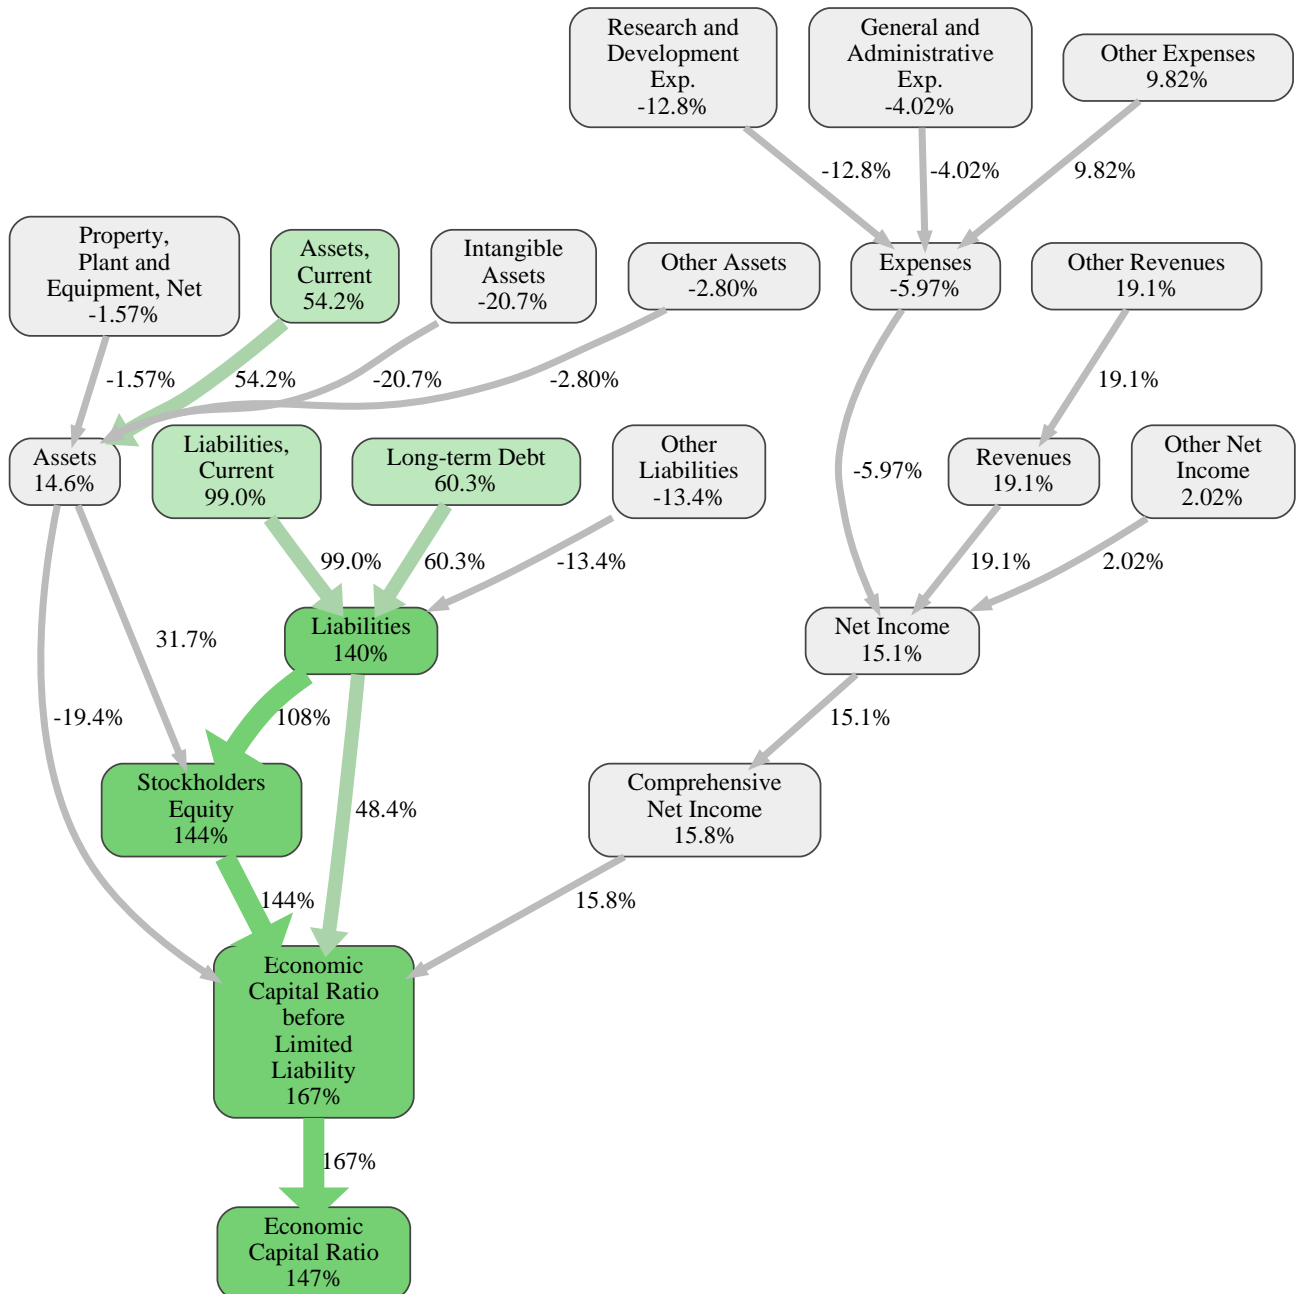 Research and
Development
Exp.
-12.8%
General and
Administrative
Exp.
-4.02%
Other Expenses
9.82%
-12.8%
-4.02%
9.82%
Property,
Plant and
Equipment, Net
-1.57%
Assets,
Current
54.2%
Intangible
Assets
-20.7%
Other Assets
-2.80%
Expenses
-5.97%
Other Revenues
19.1%
-1.57%
54.2%
-20.7%
-2.80%
19.1%
Assets
14.6%
Liabilities,
Current
99.0%
Long-term Debt
60.3%
Other
Liabilities
-13.4%
-5.97%
Revenues
19.1%
Other Net
Income
2.02%
99.0%
60.3%
-13.4%
19.1%
2.02%
31.7%
Liabilities
140%
Net Income
15.1%
-19.4%
108%
15.1%
Stockholders
Equity
144%
48.4%
Comprehensive
Net Income
15.8%
144%
15.8%
Economic
Capital Ratio
before
Limited
Liability
167%
167%
Economic
Capital Ratio
147%